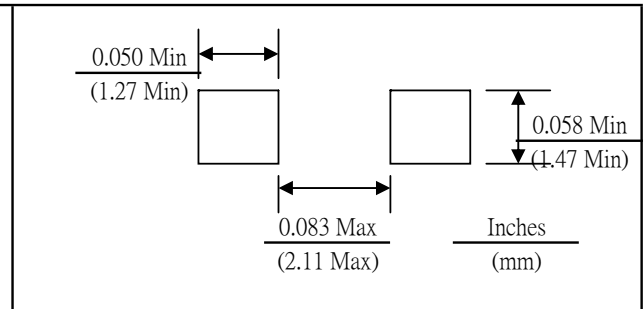 0.050 Min
(1.27 Min)
0.058 Min
(1.47 Min)
0.083 Max
(2.11 Max)
Inches
(mm)